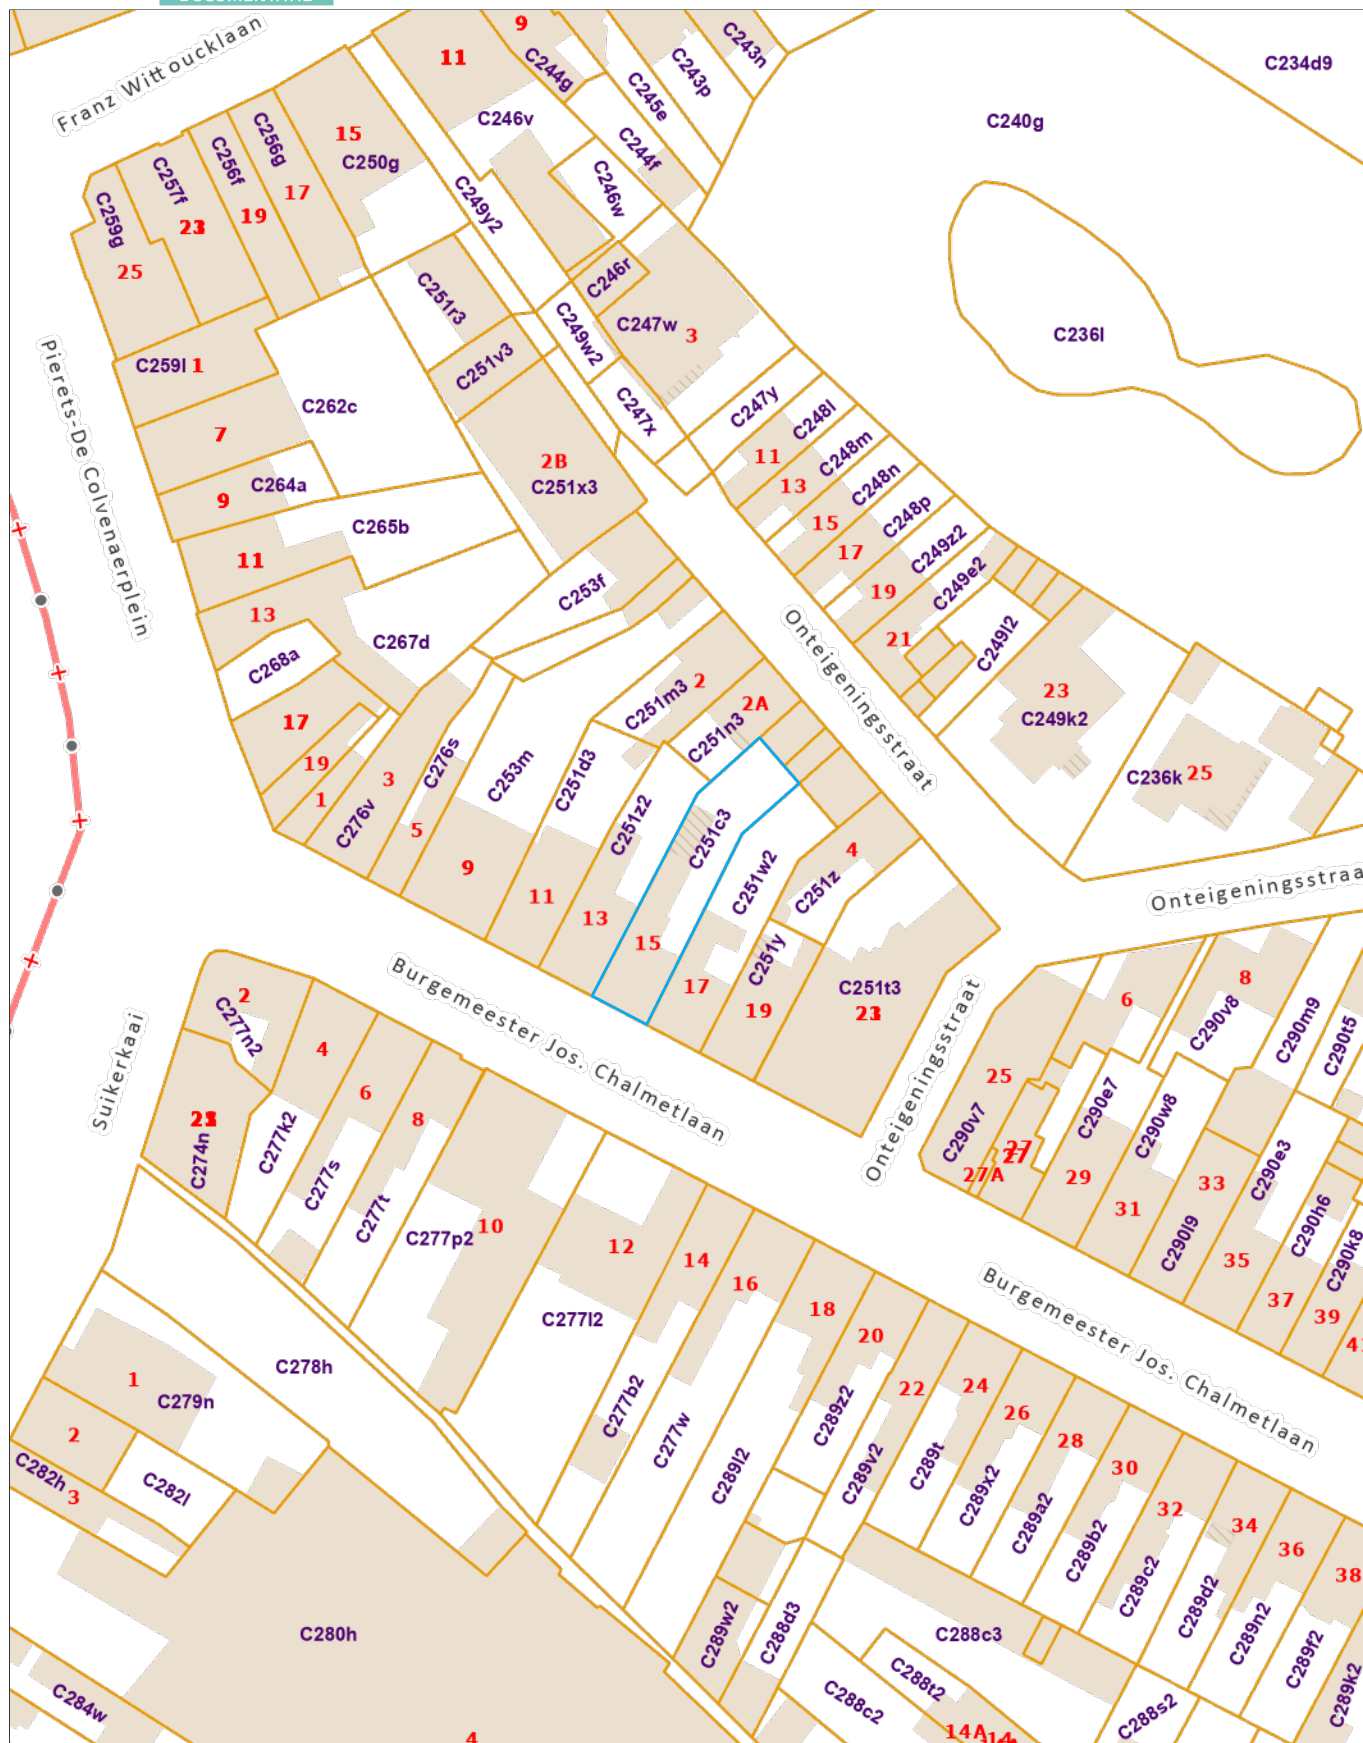 Franz Wittoucklaan
Pierets-De Colvenaerplein
Onteigeningsstraat
Onteigeningsstraa
Onteigeningsstraat
Burgemeester Jos. Chalmetlaan
Burgemeester Jos. Chalmetlaan
Suikerkaai
9
11
C244g
C243n
C243p
C245e
C234d9
C240g
C246v
C244f
C246w
15
C250g
C256g
C256f
C257f
17
19
C259g
25
C249y2
C246r
C247w
3
C236l
C251r3
C249w2
C251v3
C247x
C247y
C248l
C248m
C248n
C248p
C249z2
C249e2
C249l2
11
13
15
17
19
21
C259l
1
C262c
7
9
C264a
11
C265b
13
C268a
C267d
17
19
1
3
C276v
C276s
5
2B
C251x3
C253f
C253m
9
C251d3
11
C251m3
2
2A
C251n3
C251z2
13
C251c3
15
C251w2
17
4
C251z
C251y
19
C251t3
23
C249k2
C236k
25
2
C277n2
4
6
8
C274n
C277k2
C277s
C277t
C277p2
10
12
C277l2
14
16
18
20
22
24
26
28
30
32
34
36
38
C277b2
C277w
C289l2
C289z2
C289v2
C289t
C289x2
C289a2
C289b2
C289c2
C289d2
C289n2
C289f2
C289k2
6
8
C290v8
C290m9
C290t5
25
C290v7
27
27
27A
C290e7
29
C290w8
31
33
C290l9
C290e3
35
C290h6
37
C290k8
39
C278h
1
C279n
2
C282h
3
C282l
C280h
C284w
4
C289w2
C288d3
C288c3
C288t2
C288c2
C288s2
14A